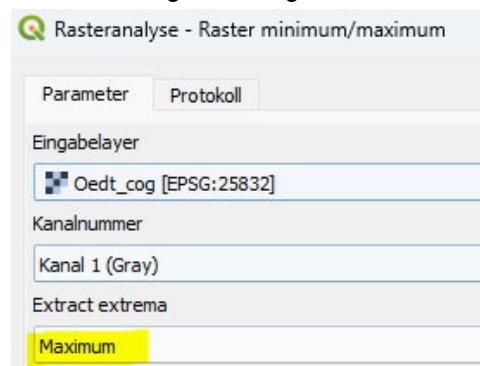 Rasteranalyse - Raster minimum/maximum
Parameter Protokoll
Eingabelayer
Oedt_cog [EPSG:25832]
Kanalnummer
Kanal 1 (Gray)
Extract extrema
Maximum